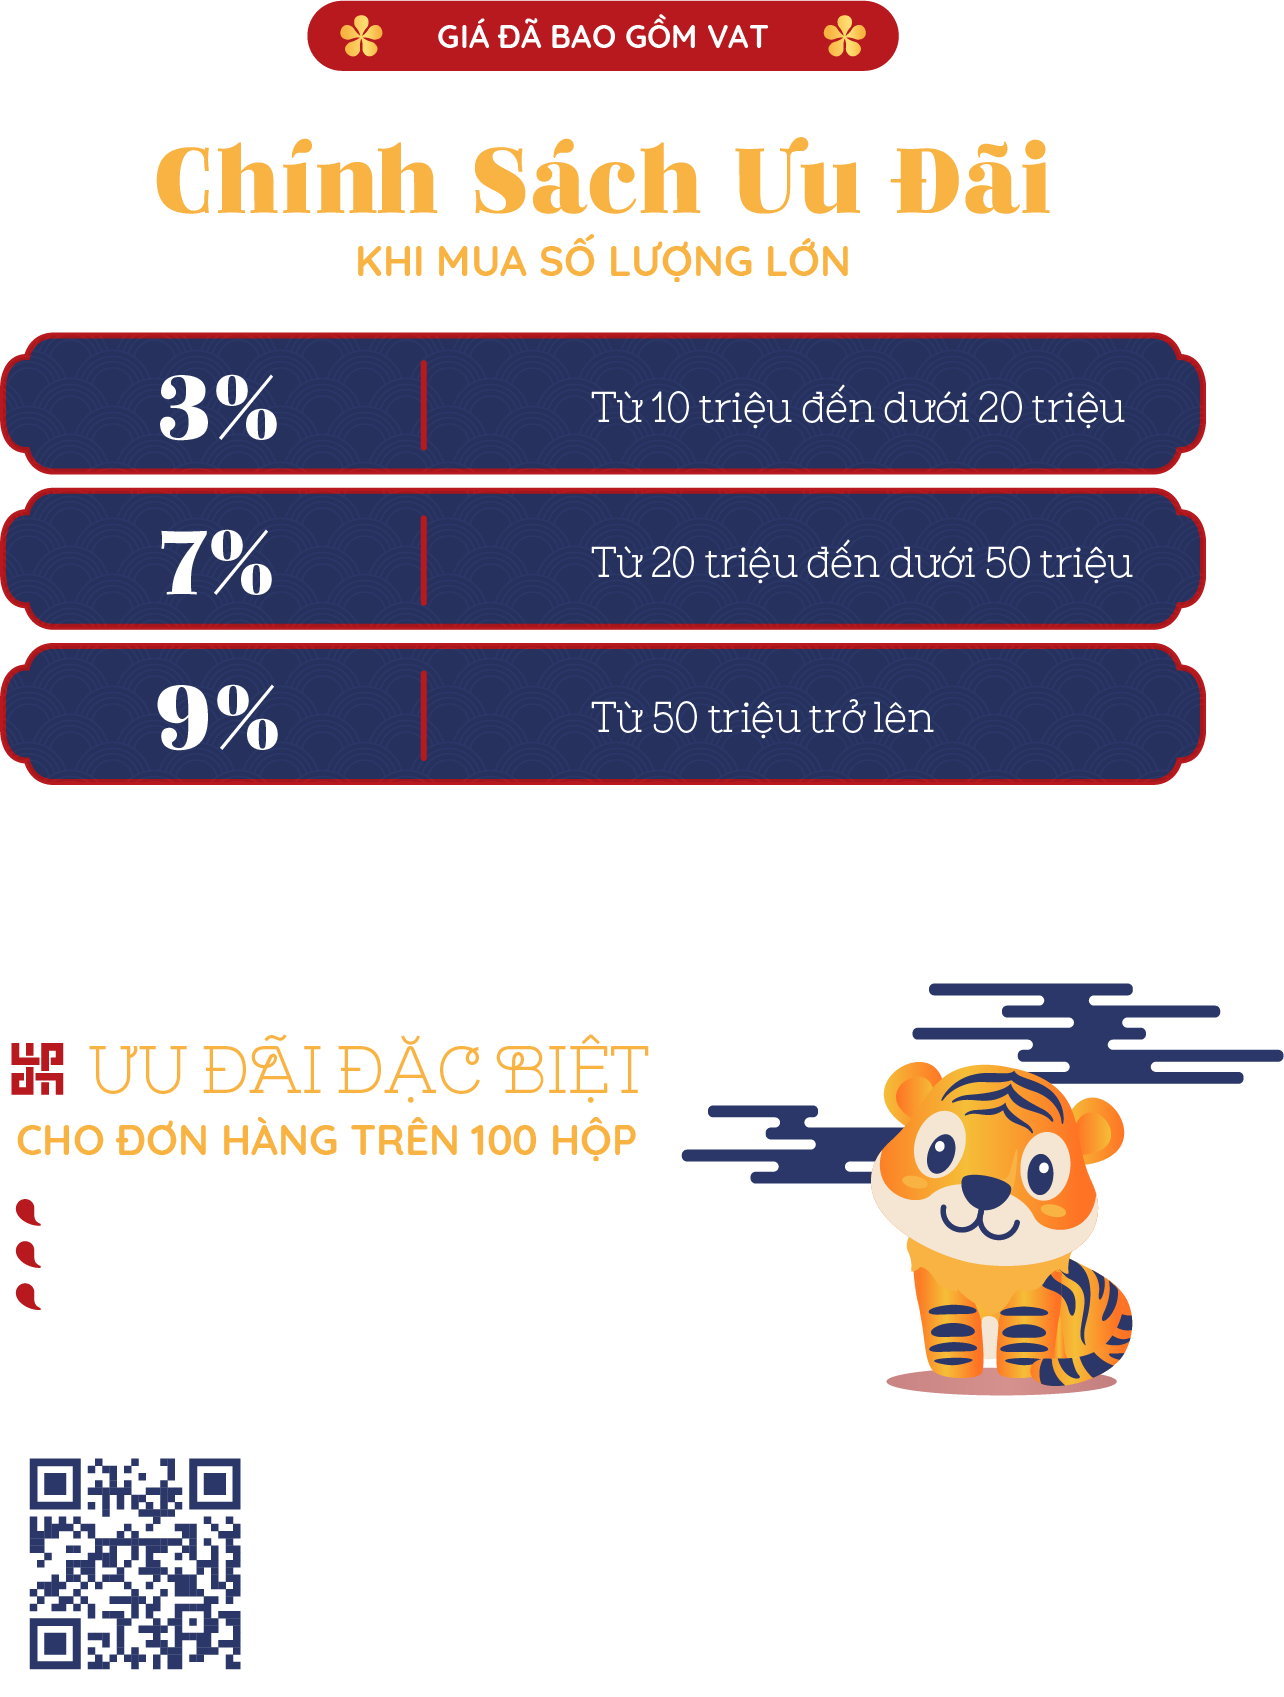 GIÁ ĐÃ BAO GỒM VAT
Chính Sách Ưu Đãi
KHI MUA SỐ LƯỢNG LỚN
3%
Từ 10 triệu đến dưới 20 triệu
7%
Từ 20 triệu đến dưới 50 triệu
9%
Từ 50 triệu trở lên
ƯU ĐÃI ĐẶC BIỆT
CHO ĐƠN HÀNG TRÊN 100 HỘP